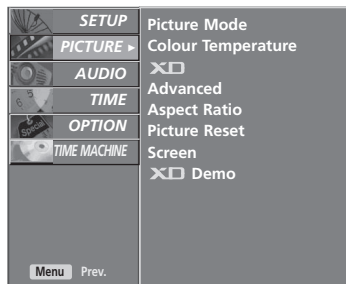 SETUP
PICTURE ►
AUDIO
TIME
OPTION
Special
TIME MACHINE
Menu Prev.
Picture Mode
Colour Temperature
XD
Advanced
Aspect Ratio
Picture Reset
Screen
XD Demo